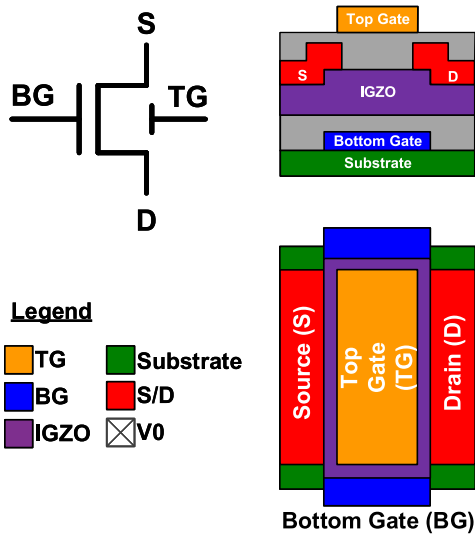 S
BG
TG
D
Top Gate
S
D
IGZO
Bottom Gate
Substrate
Legend
TG
Substrate
BG
S/D
IGZO
V0
Source (S)
Top
Gate
(TG)
Drain (D)
Bottom Gate (BG)